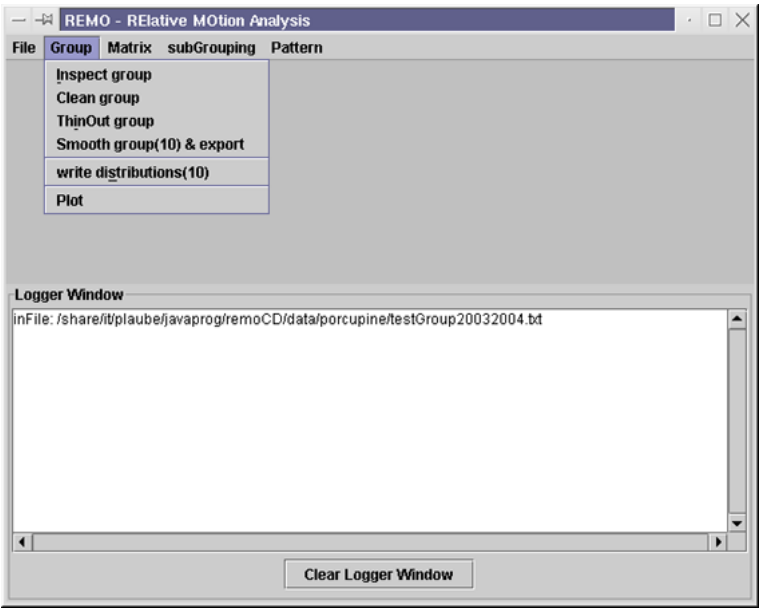 REMO - RElative MOtion Analysis
File Group Matrix subGrouping Pattern
Inspect group
Clean group
ThinOut group
Smooth group(10) & export
write distributions(10)
Plot
Logger Window
inFile: /share/it/plaube/javaprog/remoCD/data/porcupine/testGroup20032004.txt
Clear Logger Window